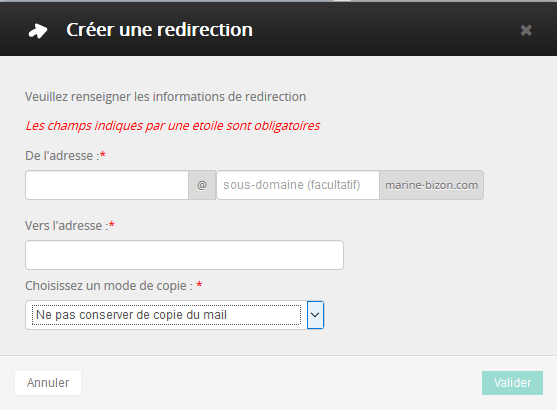 Créer une redirection
Veuillez renseigner les informations de redirection
Les champs indiqués par une étoile sont obligatoires
De l'adresse :*
@ sous-domaine (facultatif) marine-bizon.com
Vers l'adresse :*
Choisissez un mode de copie : *
Ne pas conserver de copie du mail
Annuler Valider